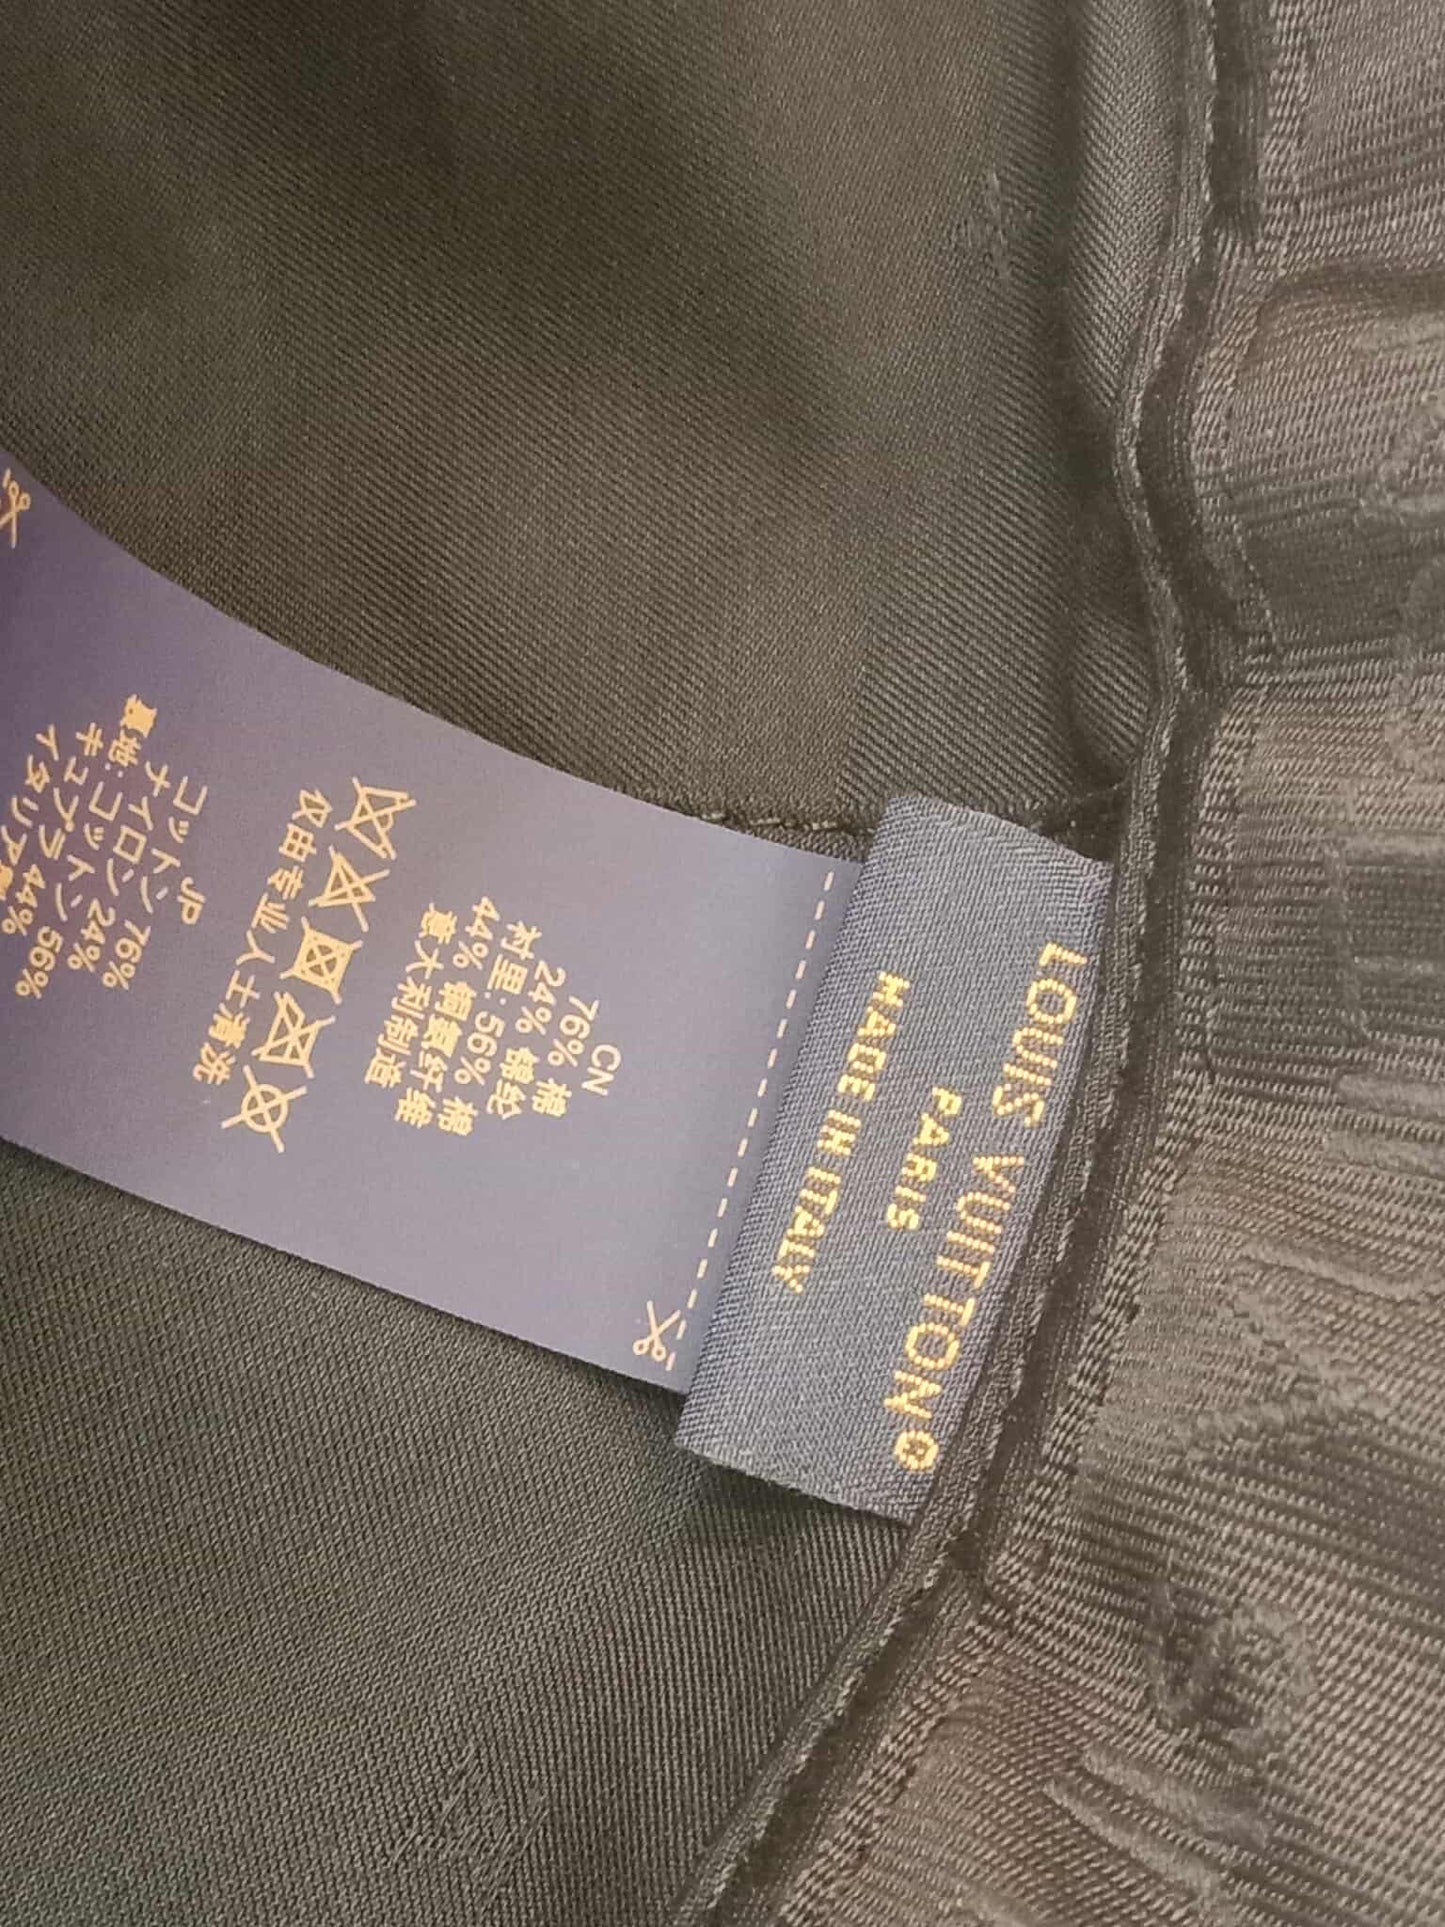 LOUIS VUITTON®
PARIS
MADE IN ITALY
CN
76% 棉
24% 锦纶
衬里: 56% 棉
44% 铜氨纤维
意大利制造
仅由专业人士清洗
JP
コットン 76%
ナイロン 24%
裏地: コットン 56%
キュプラ 44%
イタリア製